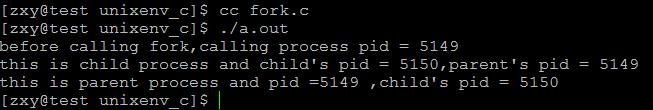 [zxy@test unixenv_c]$ cc fork.c
[zxy@test unixenv_c]$ ./a.out
before calling fork,calling process pid = 5149
this is child process and child's pid = 5150,parent's pid = 5149
this is parent process and pid =5149 ,child's pid = 5150
[zxy@test unixenv_c]$